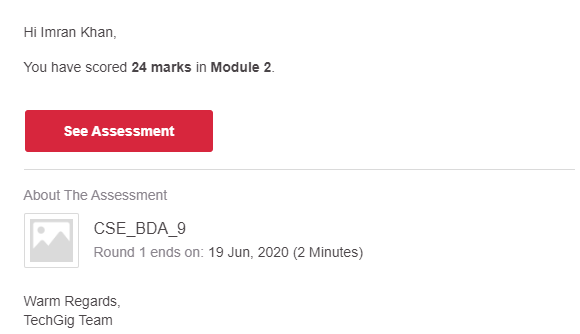 Hi Imran Khan,
You have scored 24 marks in Module 2.
See Assessment
About The Assessment
CSE_BDA_9
Round 1 ends on: 19 Jun, 2020 (2 Minutes)
Warm Regards,
TechGig Team